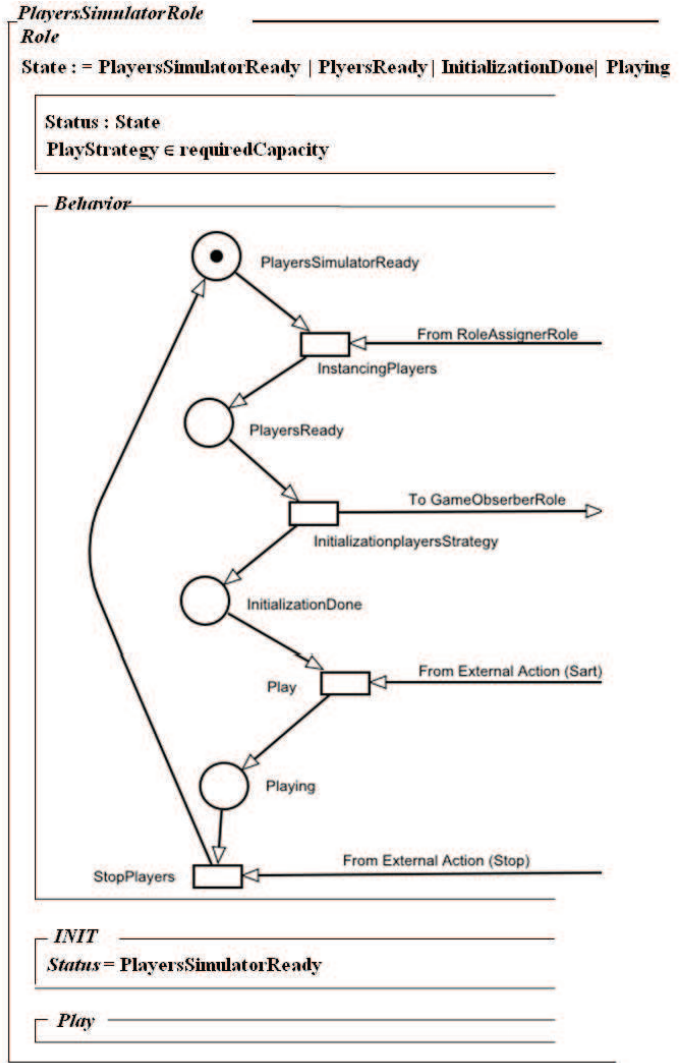 PlayersSimulatorRole
Role
State : = PlayersSimulatorReady | PlyersReady | InitializationDone| Playing
Status : State
PlayStrategy ∈ requiredCapacity
Behavior
PlayersSimulatorReady
From RoleAssignerRole
InstancingPlayers
PlayersReady
To GameObserberRole
InitializationplayersStrategy
InitializationDone
From External Action (Sart)
Play
Playing
From External Action (Stop)
StopPlayers
INIT
Status = PlayersSimulatorReady
Play